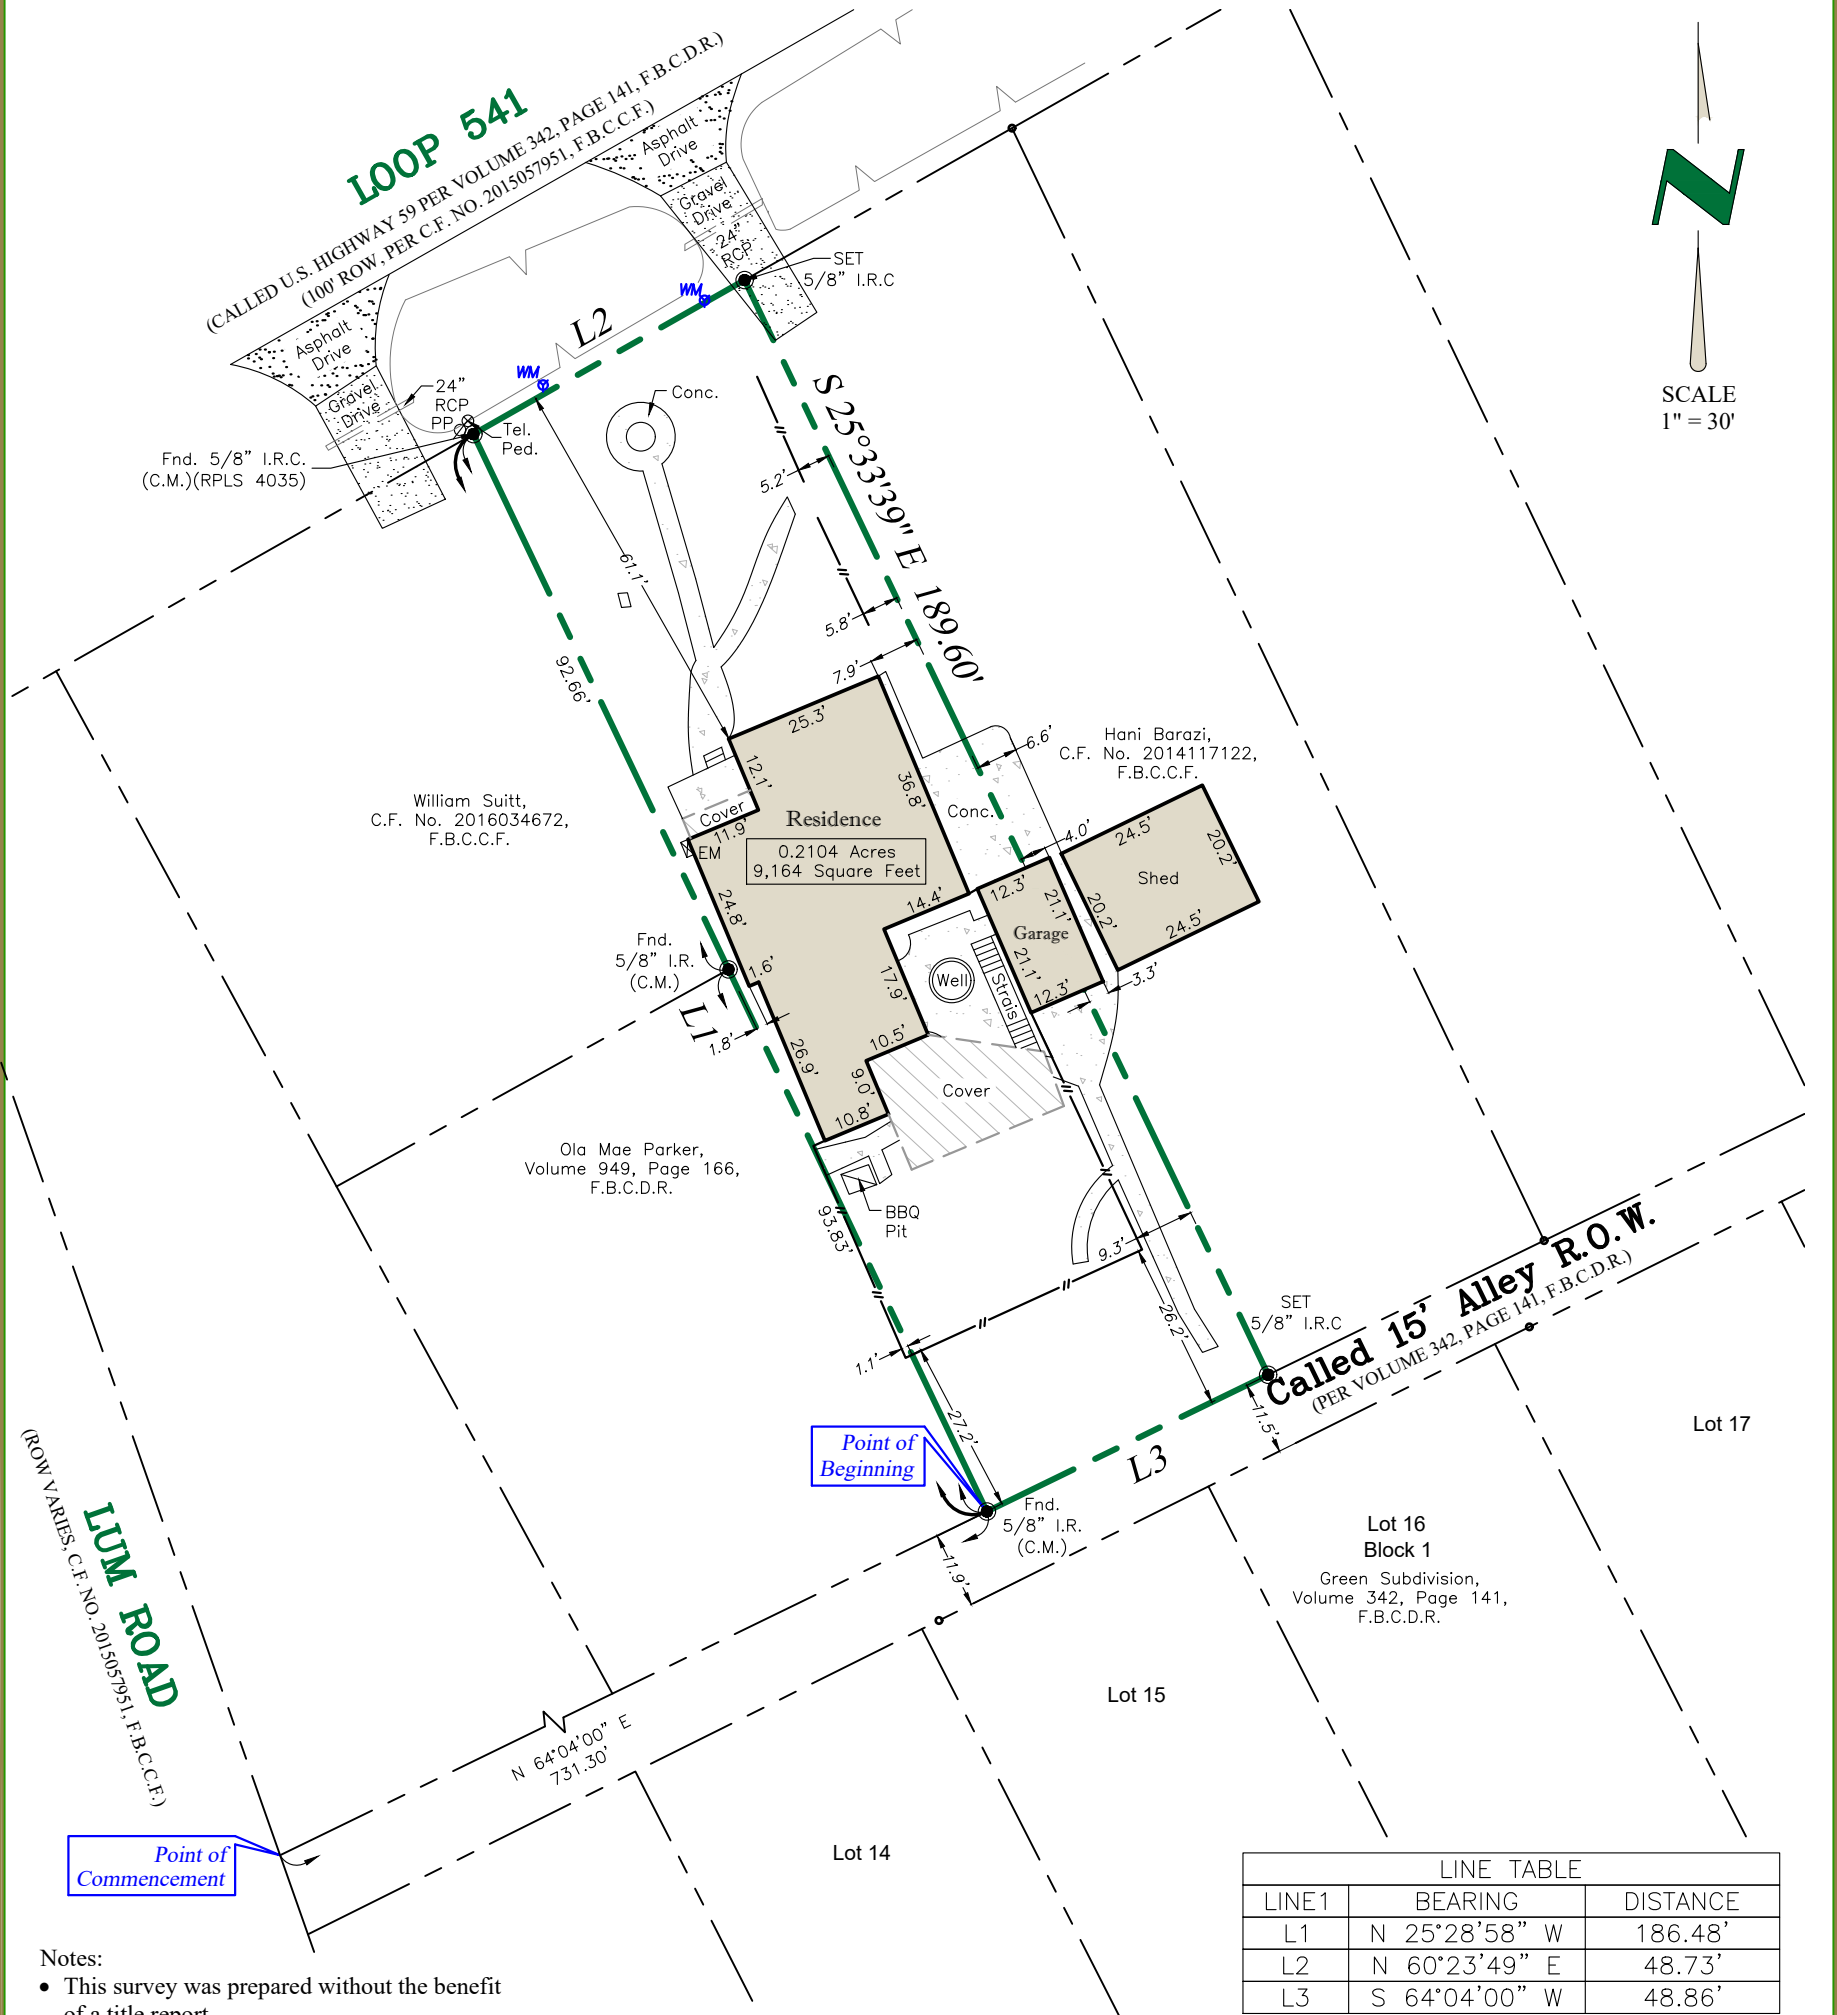 LOOP 541
(CALLED U.S. HIGHWAY 59 PER VOLUME 342, PAGE 141, F.B.C.D.R.)
(100' ROW, PER C.F. NO. 2015057951, F.B.C.C.F.)
Asphalt
Drive
Gravel
Drive
24”
RCP
SET
5/8” I.R.C
WM
L2
WM
Asphalt
Drive
Gravel
Drive
24”
RCP
PP
Tel.
Ped.
Fnd. 5/8” I.R.C.
(C.M.)(RPLS 4035)
Conc.
SCALE
1" = 30'
S 25°33'39" E 189.60'
5.2’
61.1’
5.8’
7.9’
92.66’
25.3’
12.1’
36.8’
6.6’
Hani Barazi,
C.F. No. 2014117122,
F.B.C.C.F.
William Suitt,
C.F. No. 2016034672,
F.B.C.C.F.
Cover
11.9’
EM
Residence
0.2104 Acres
9,164 Square Feet
Conc.
4.0’
24.5’
20.2’
Shed
20.2’
24.5’
24.8’
14.4’
12.3’
21.1’
Garage
21.1’
12.3’
3.3’
Fnd.
5/8” I.R.
(C.M.)
1.6’
17.9’
Well
Strais
L1
1.8’
26.9’
10.5’
9.0’
10.8’
Cover
Ola Mae Parker,
Volume 949, Page 166,
F.B.C.D.R.
BBQ
Pit
93.83’
9.3’
26.2’
1.1’
27.2’
SET
5/8” I.R.C
Called 15’ Alley R.O.W.
(PER VOLUME 342, PAGE 141, F.B.C.D.R.)
11.5’
L3
Point of
Beginning
Fnd.
5/8” I.R.
(C.M.)
11.9’
Lot 17
Lot 16
Block 1
Green Subdivision,
Volume 342, Page 141,
F.B.C.D.R.
LUM ROAD
(ROW VARIES, C.F. NO. 2015057951, F.B.C.C.F.)
N 64°04’00” E
731.30’
Lot 15
Lot 14
Point of
Commencement
LINE TABLE
LINE1 BEARING DISTANCE
L1 N 25°28’58” W 186.48’
L2 N 60°23’49” E 48.73’
L3 S 64°04’00” W 48.86’
Notes:
• This survey was prepared without the benefit
of a title report